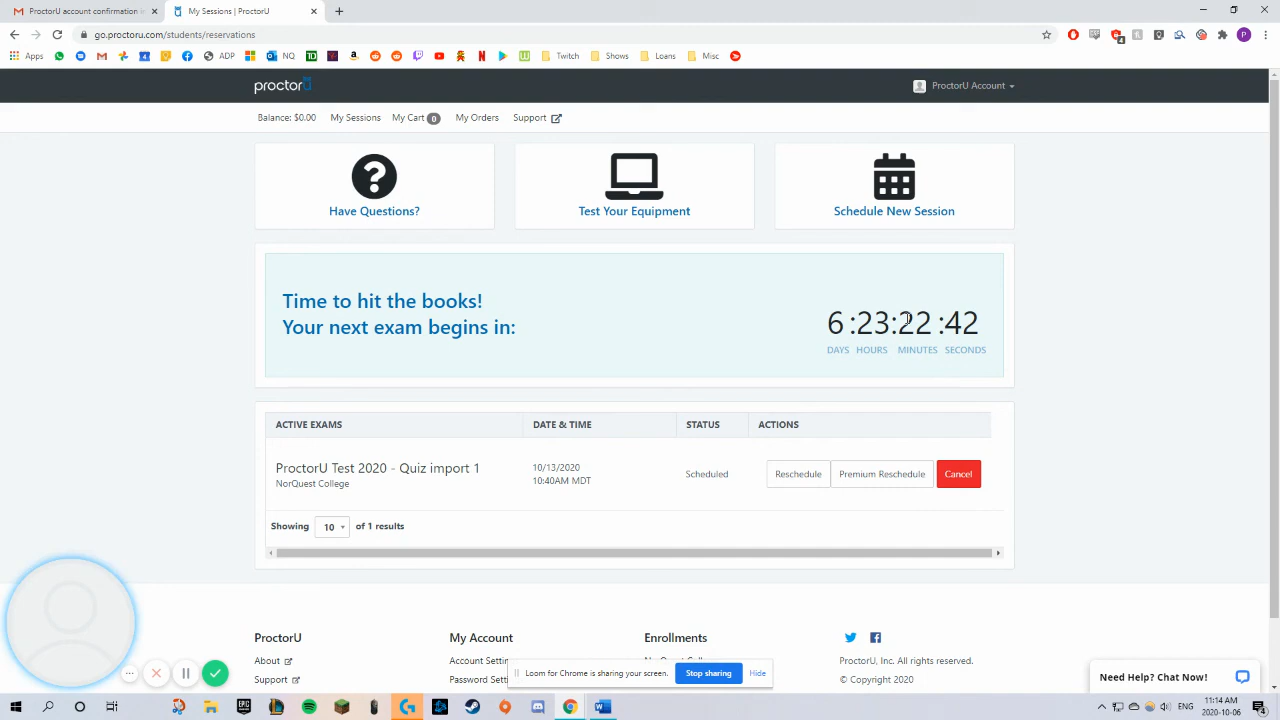 ProctorU account confirmation in
My Sessions | ProctorU
go.proctoru.com/students/reservations
Apps
ADP
NQ
Twitch
Shows
Loans
Misc
proctorU
ProctorU Account
Balance: $0.00
My Sessions
My Cart 0
My Orders
Support
Have Questions?
Test Your Equipment
Schedule New Session
Time to hit the books!
Your next exam begins in:
6 :23:22 :42
DAYS HOURS MINUTES SECONDS
ACTIVE EXAMS DATE & TIME STATUS ACTIONS
ProctorU Test 2020 - Quiz import 1
NorQuest College
10/13/2020
10:40AM MDT
Scheduled
Reschedule
Premium Reschedule
Cancel
Showing 10 of 1 results
ProctorU
About
Support
My Account
Account Setti
Password Sett
Enrollments
ProctorU, Inc. All rights reserved.
© Copyright 2020
Loom for Chrome is sharing your screen.
Stop sharing
Hide
Need Help? Chat Now!
ENG
11:14 AM
2020-10-06